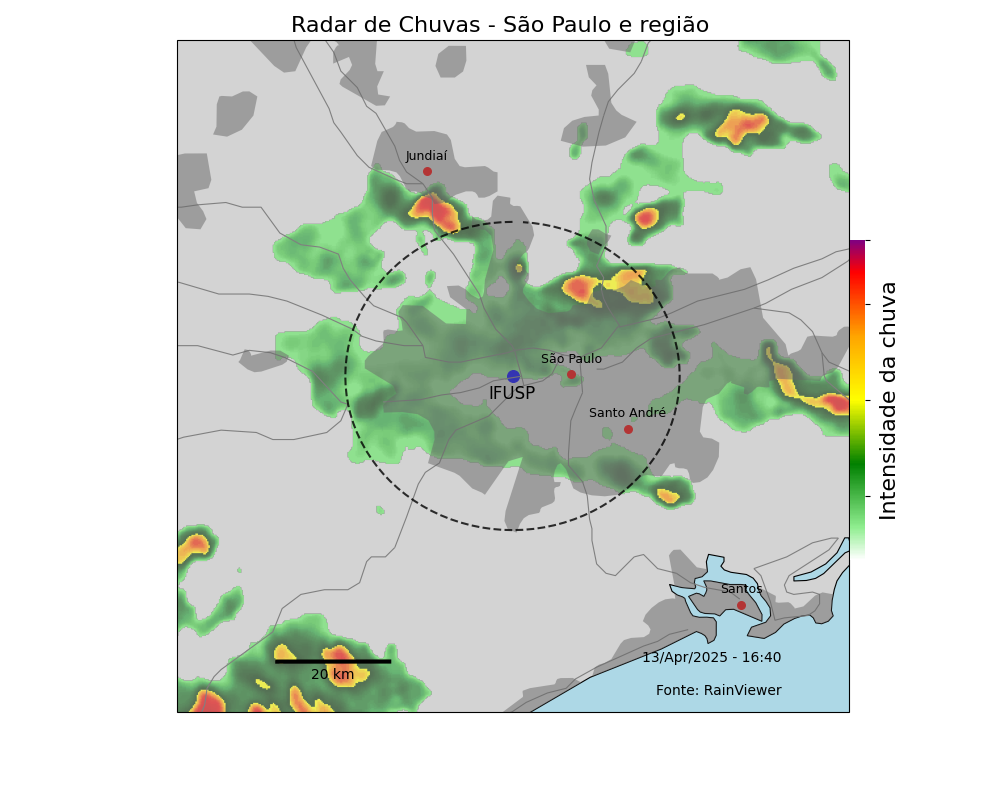 Radar de Chuvas - São Paulo e região
Jundiaí
São Paulo
IFUSP
Santo André
Santos
13/Apr/2025 - 16:40
20 km
Fonte: RainViewer
Intensidade da chuva